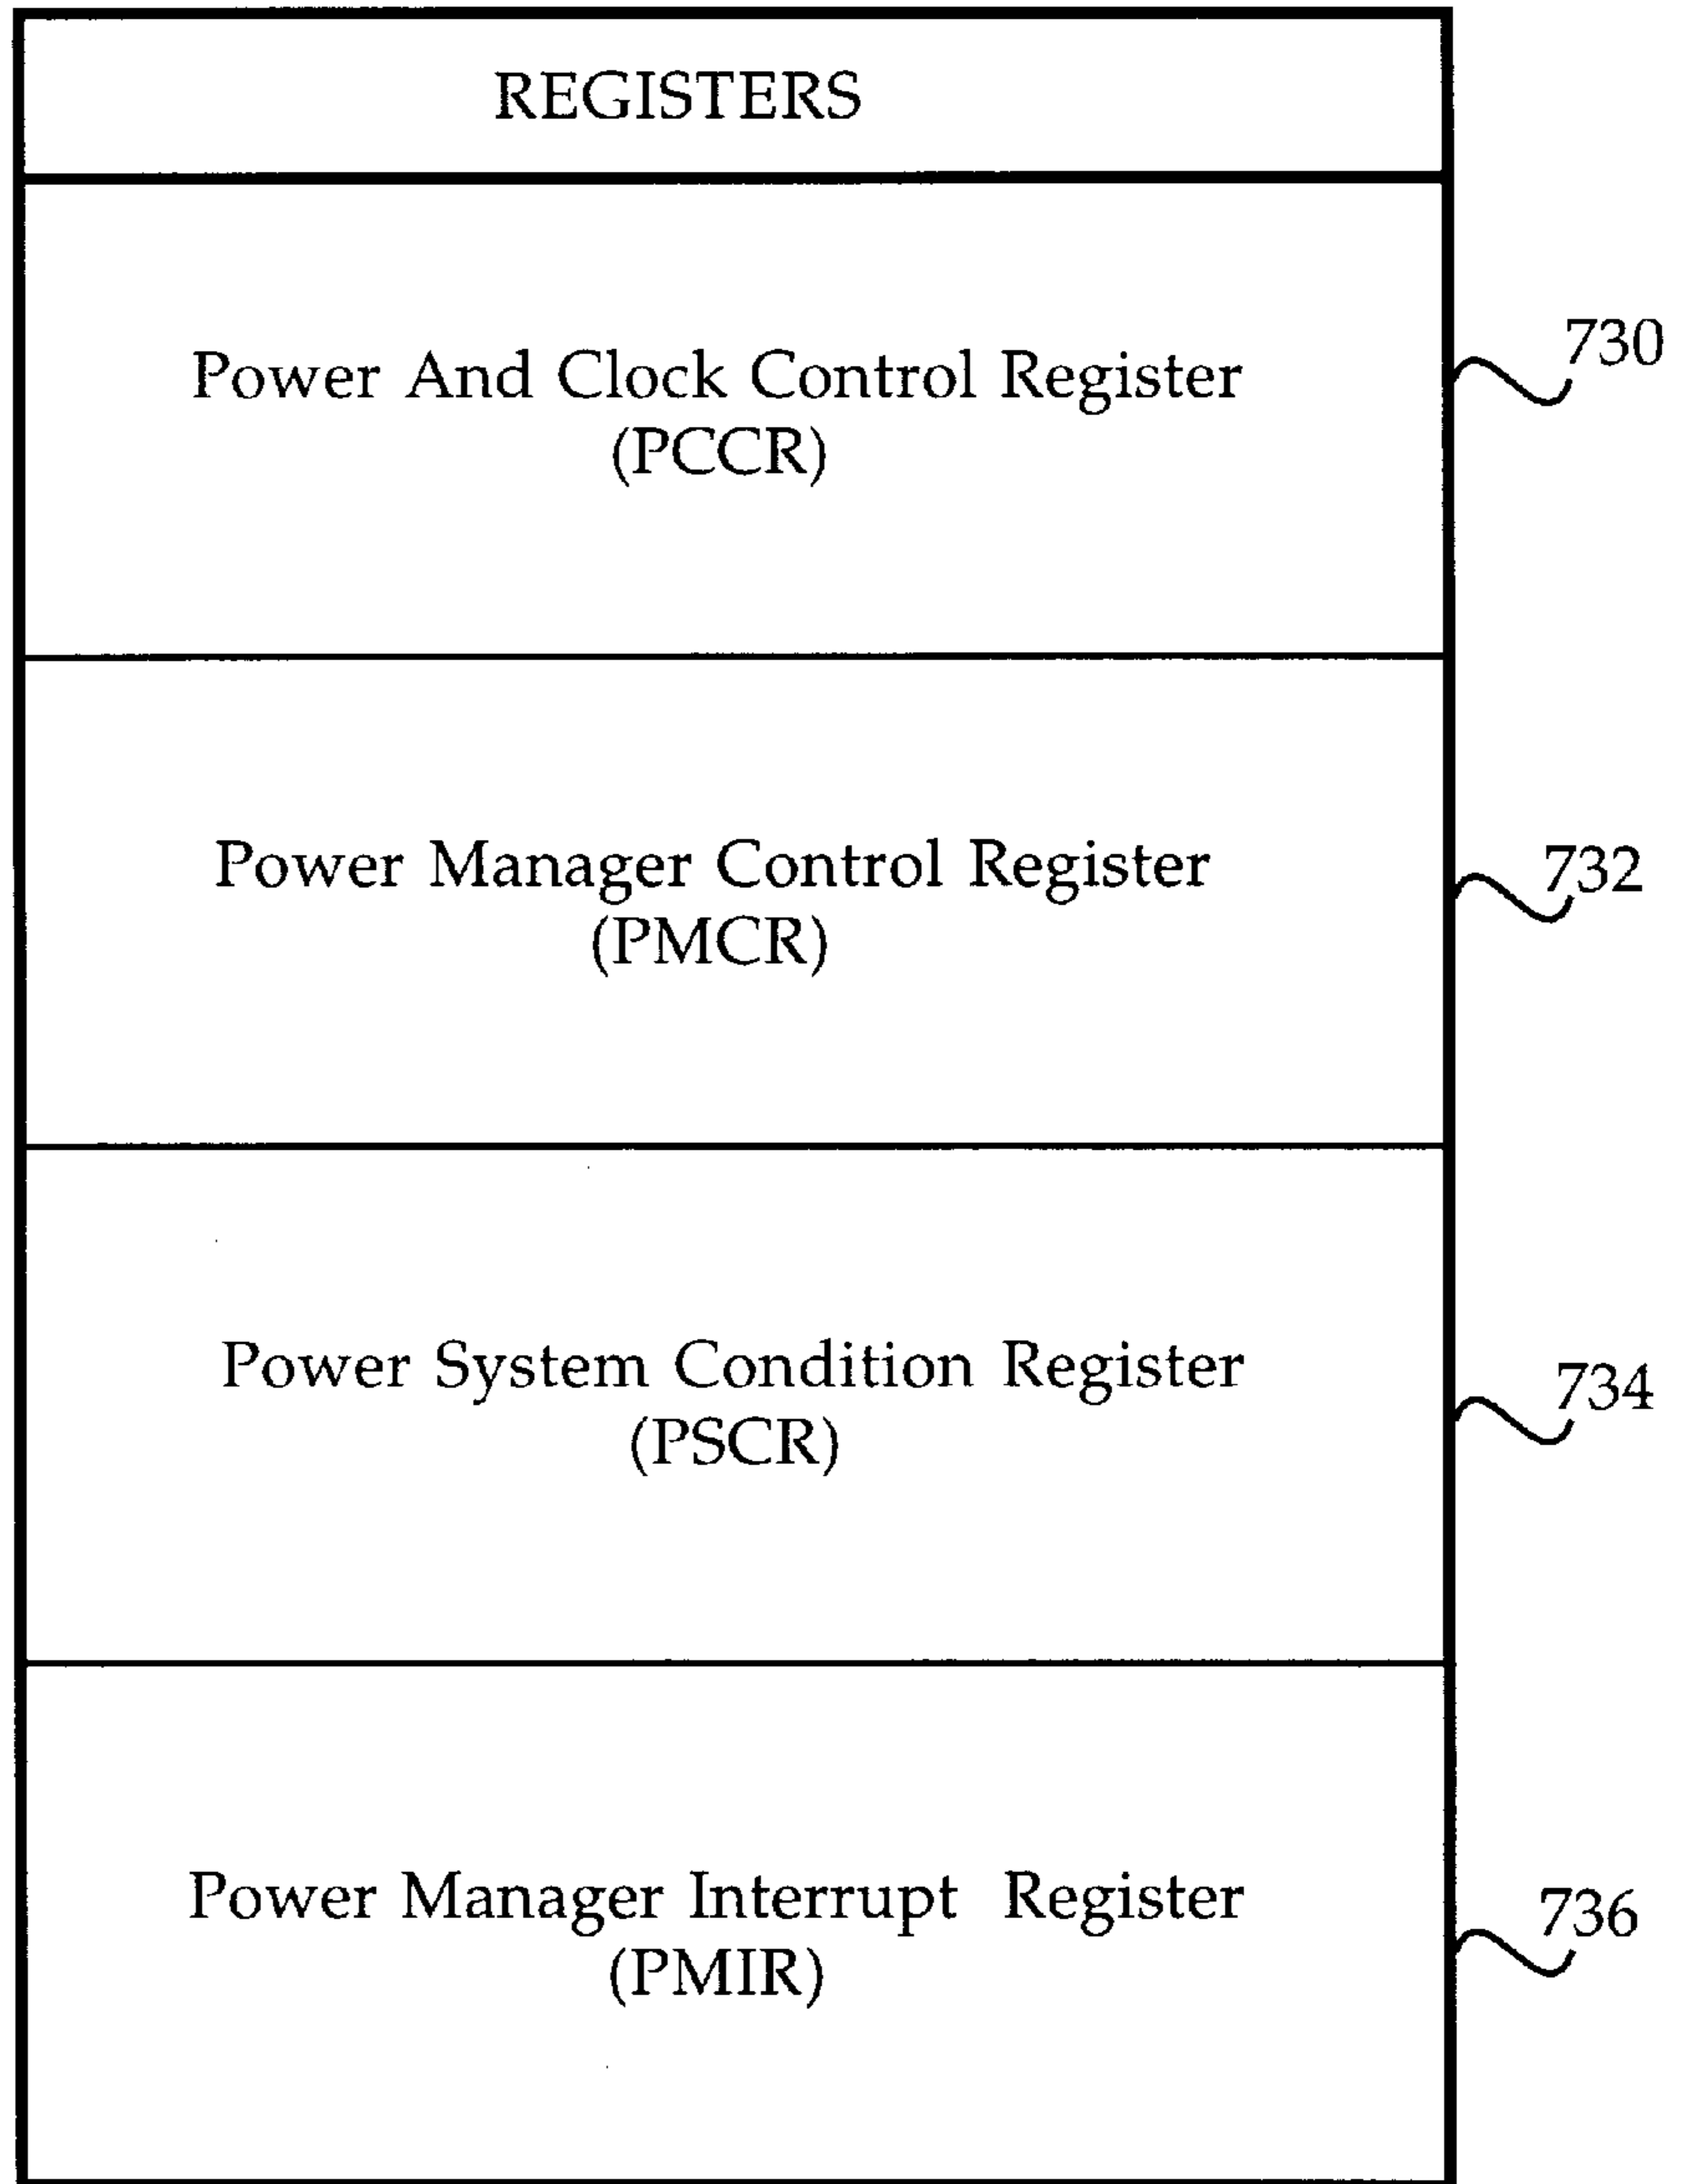 REGISTERS
Power And Clock Control Register
(PCCR)
730
Power Manager Control Register
(PMCR)
732
Power System Condition Register
(PSCR)
734
Power Manager Interrupt Register
(PMIR)
736